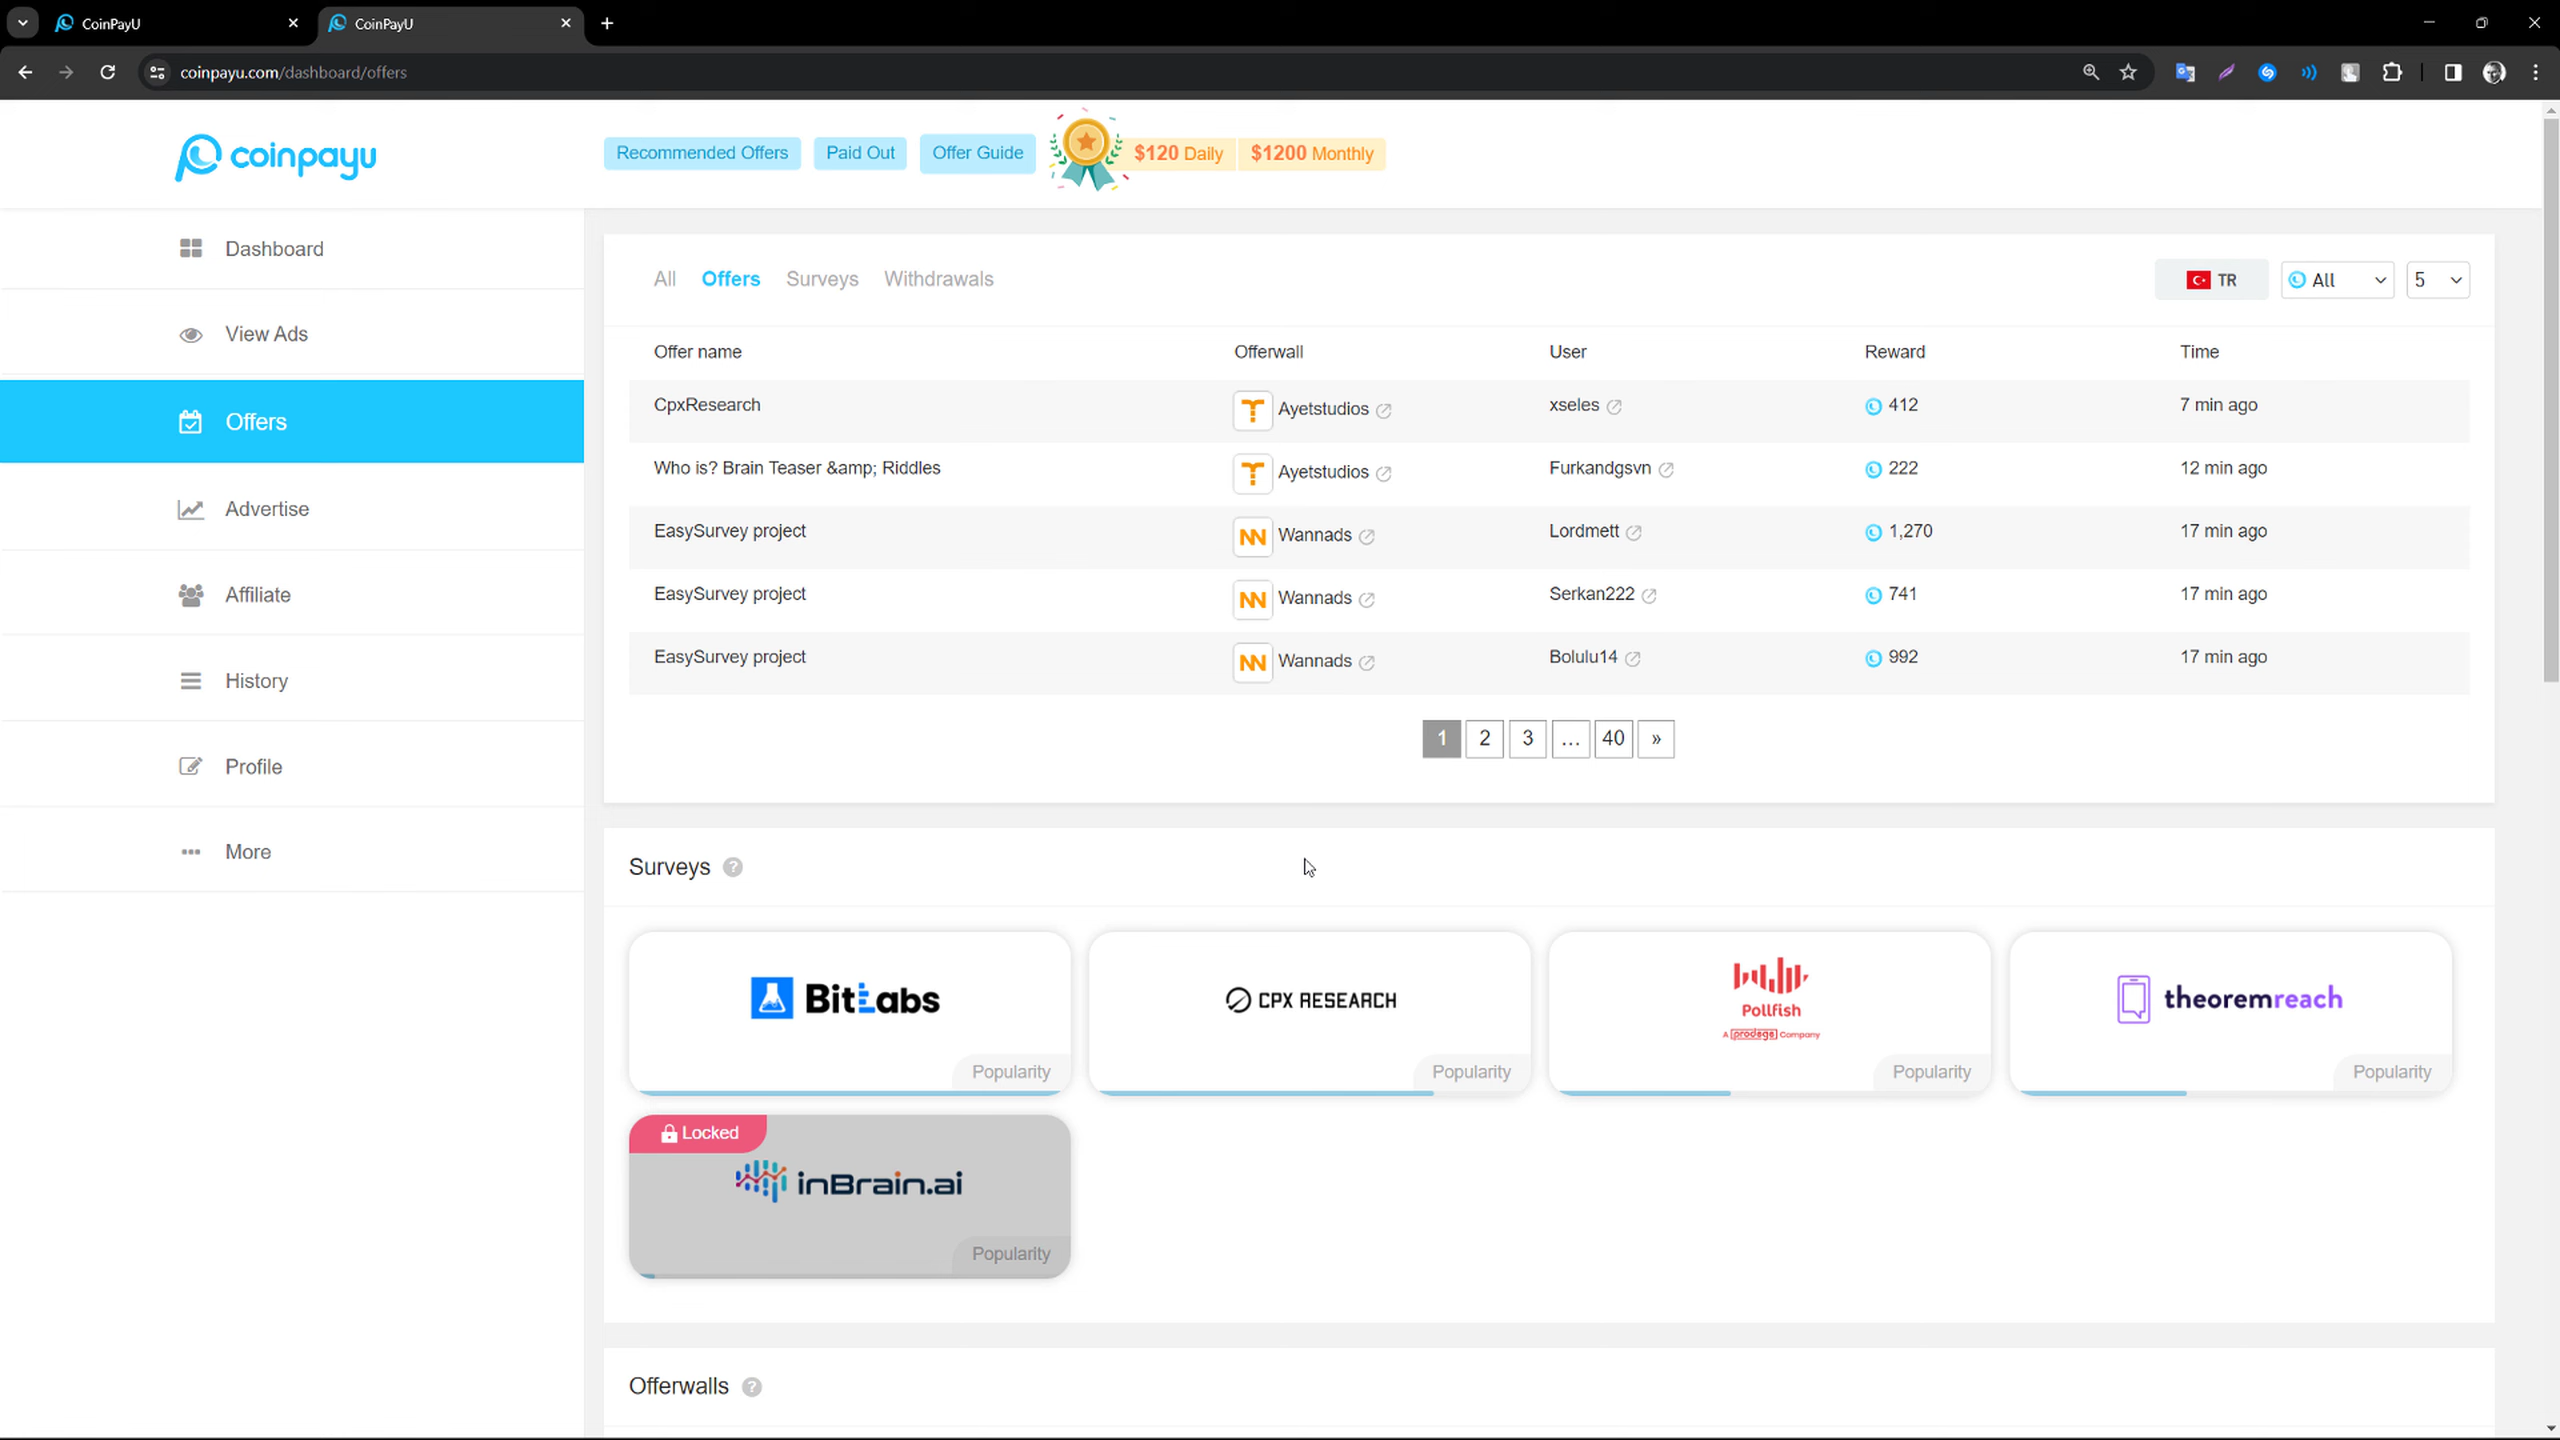 CoinPayU
CoinPayU
coinpayu.com/dashboard/offers
coinpayu
Recommended Offers
Paid Out
Offer Guide
$120 Daily
$1200 Monthly
Dashboard
View Ads
Offers
Advertise
Affiliate
History
Profile
More
All
Offers
Surveys
Withdrawals
TR
All
5
Offer name Offerwall User Reward Time
CpxResearch Ayetstudios xseles 412 7 min ago
Who is? Brain Teaser &amp; Riddles Ayetstudios Furkandgsvn 222 12 min ago
EasySurvey project Wannads Lordmett 1,270 17 min ago
EasySurvey project Wannads Serkan222 741 17 min ago
EasySurvey project Wannads Bolulu14 992 17 min ago
1 2 3 ... 40 »
Surveys ?
BitLabs
Popularity
CPX RESEARCH
Popularity
Pollfish
A prodege Company
Popularity
theoremreach
Popularity
Locked
inBrain.ai
Popularity
Offerwalls ?